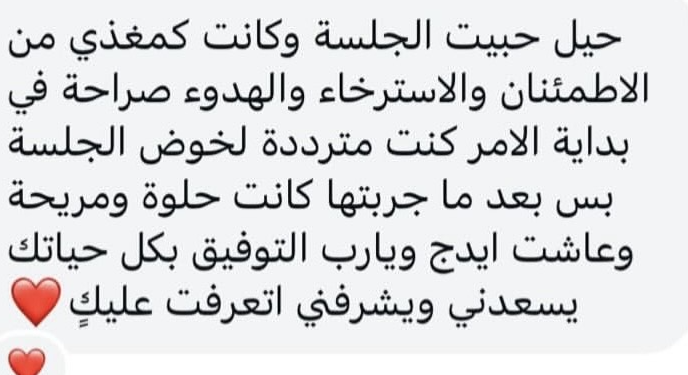 حيل حبيت الجلسة وكانت كمغذي من
الاطمئنان والاسترخاء والهدوء صراحة في
بداية الامر كنت مترددة لخوض الجلسة
بس بعد ما جربتها كانت حلوة ومريحة
وعاشت ايدج ويارب التوفيق بكل حياتك
يسعدني ويشرفني اتعرفت عليكٍ ❤️
❤️